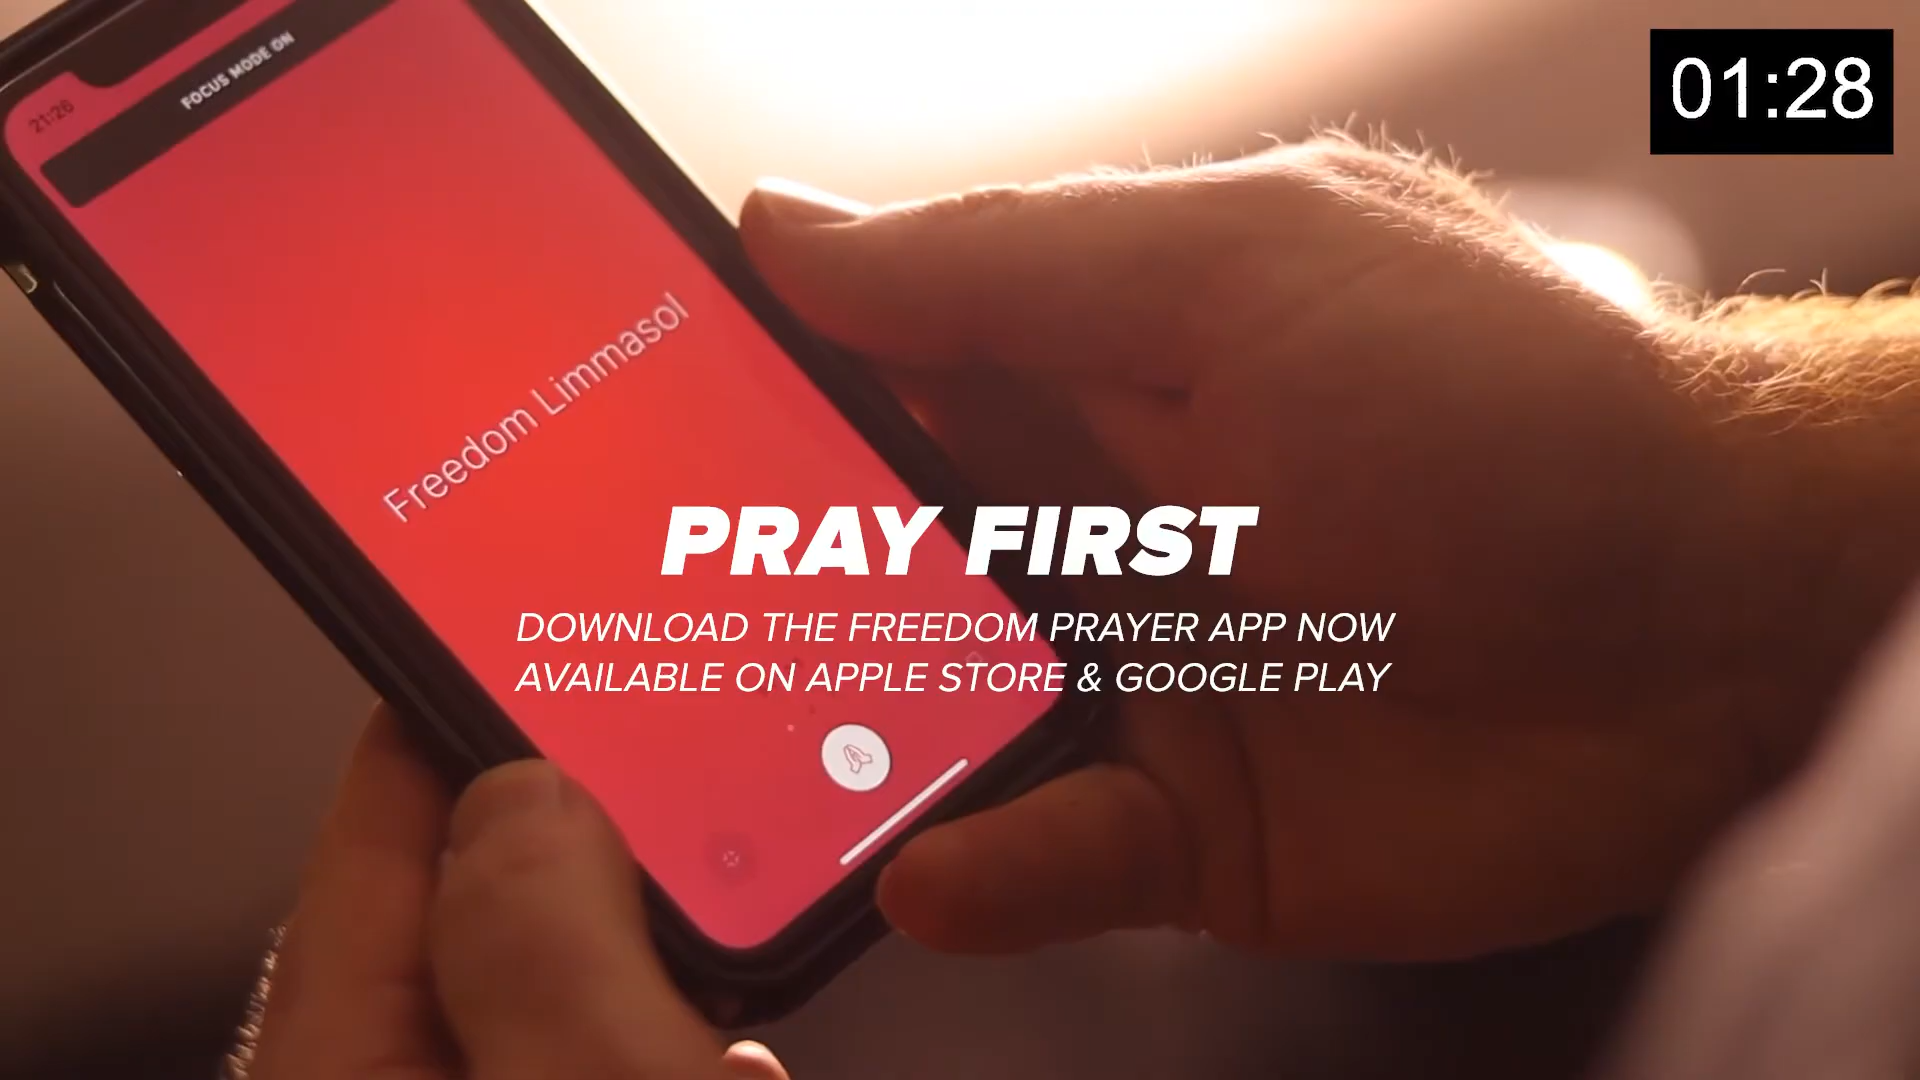 21:26
FOCUS MODE ON
01:28
Freedom Limmasol
PRAY FIRST
DOWNLOAD THE FREEDOM PRAYER APP NOW
AVAILABLE ON APPLE STORE & GOOGLE PLAY